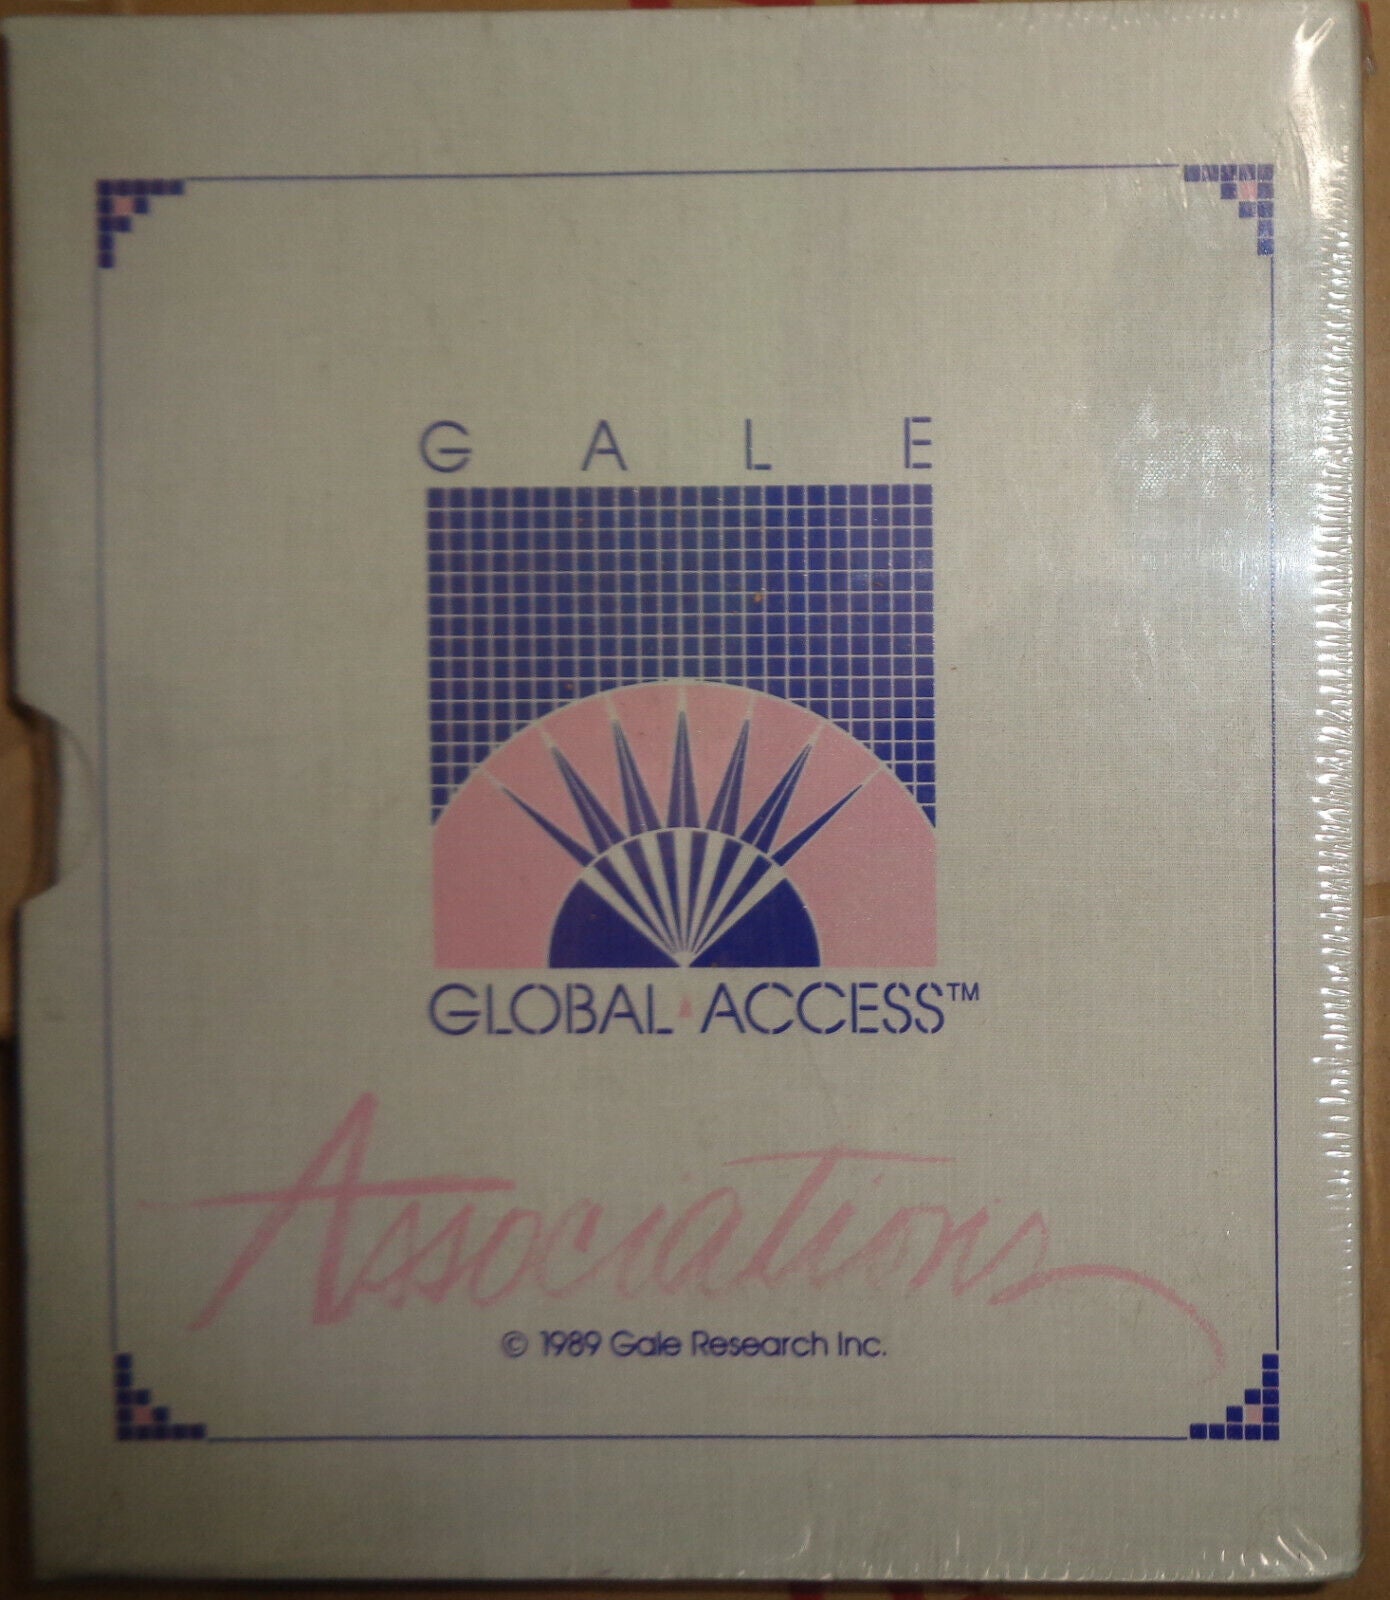 GALE
GLOBAL ACCESS™
Associations
© 1989 Gale Research Inc.